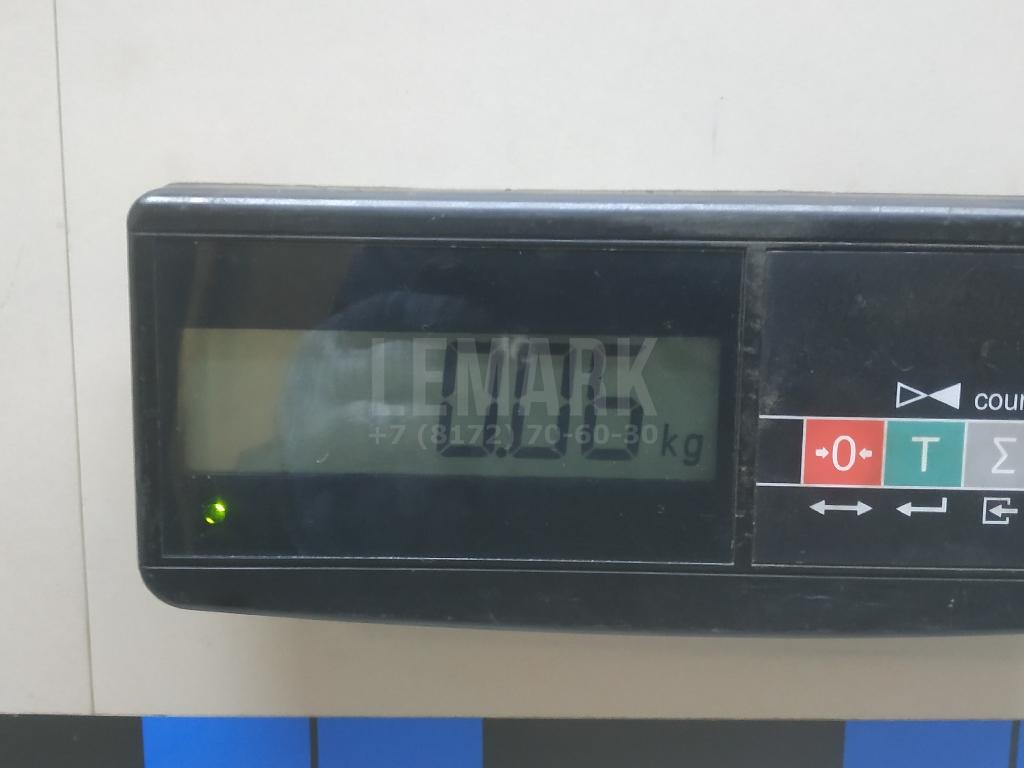 LEMARK
+7 (8172) 70-60-30
0.06 kg
coun
→0←
T
Σ